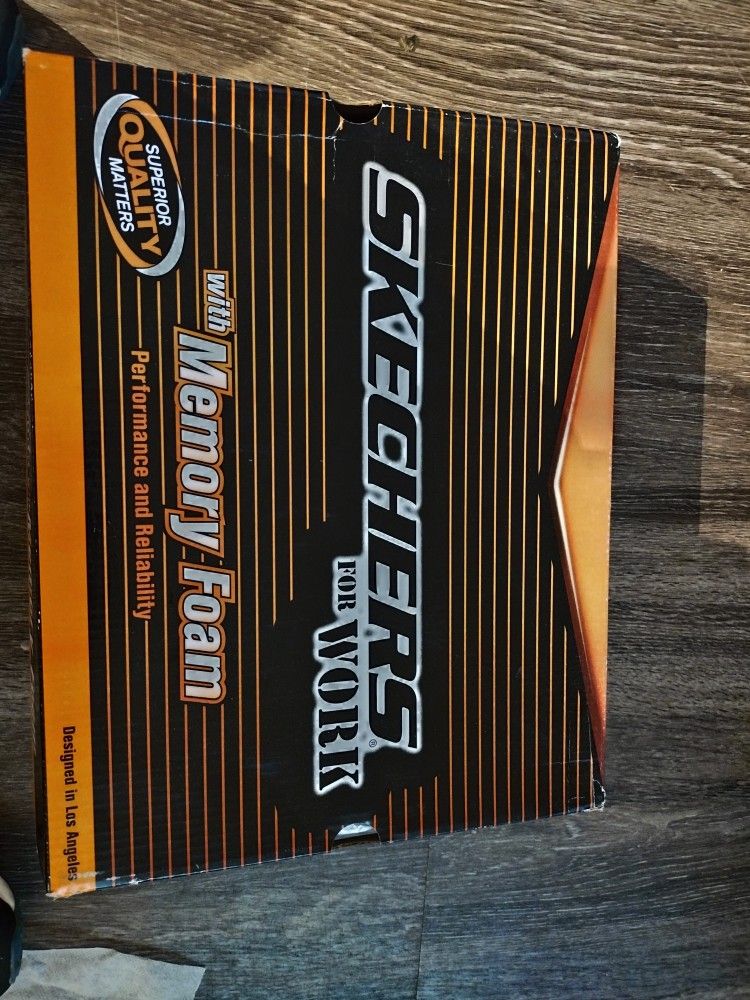 SKECHERS®
FOR WORK
with Memory Foam
Performance and Reliability
SUPERIOR
QUALITY
MATTERS
Designed in Los Angeles